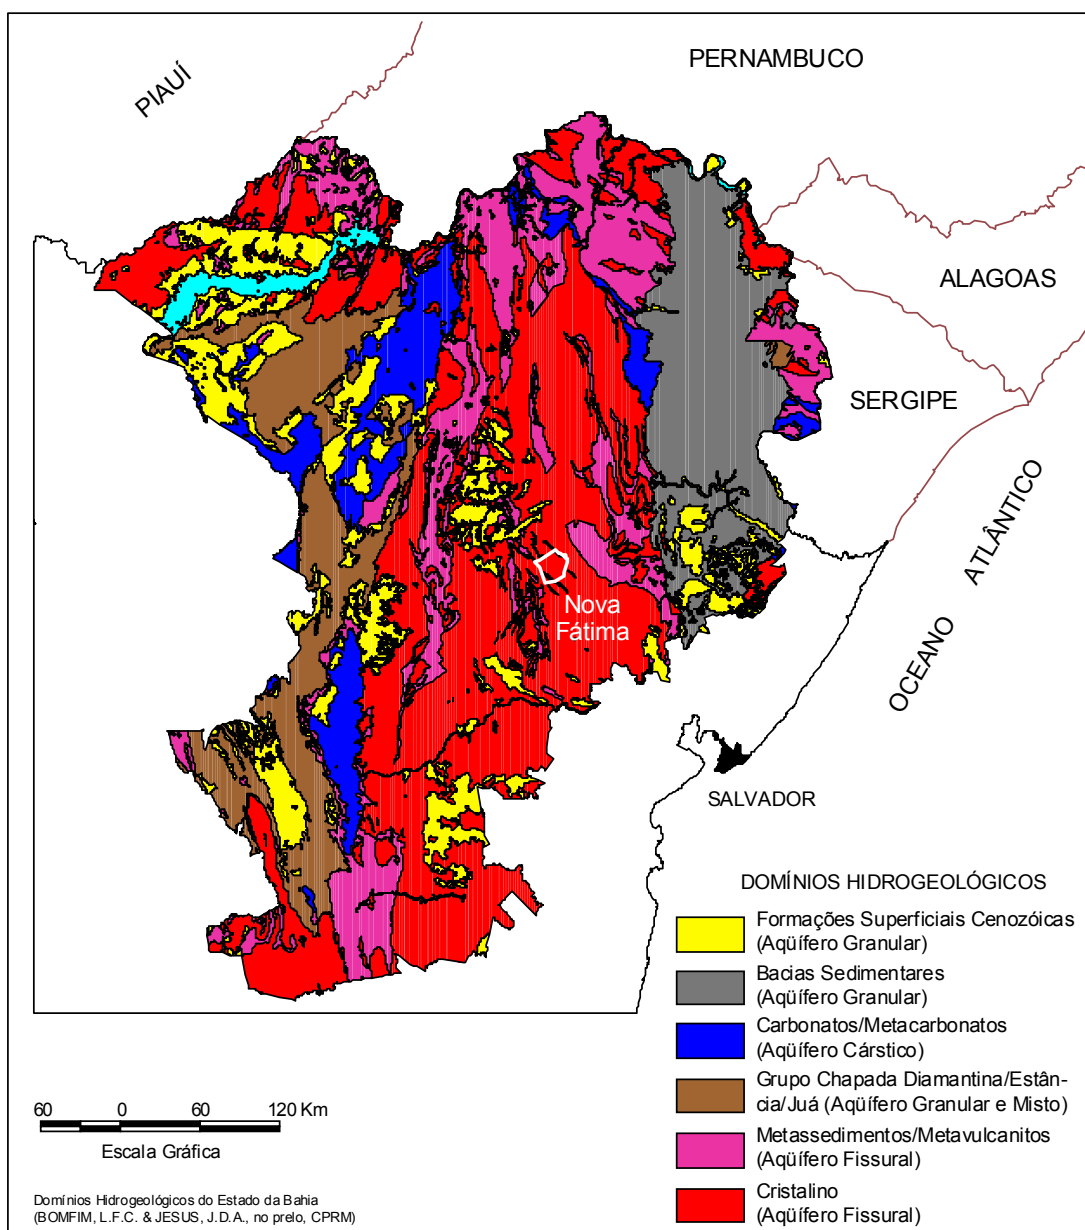 PERNAMBUCO
PIAUÍ
ALAGOAS
SERGIPE
OCEANO ATLÂNTICO
Nova
Fátima
SALVADOR
DOMÍNIOS HIDROGEOLÓGICOS
Formações Superficiais Cenozóicas
(Aqüífero Granular)
Bacias Sedimentares
(Aqüífero Granular)
Carbonatos/Metacarbonatos
(Aqüífero Cárstico)
Grupo Chapada Diamantina/Estân-
cia/Juá (Aqüífero Granular e Misto)
Metassedimentos/Metavulcanitos
(Aqüífero Fissural)
Cristalino
(Aqüífero Fissural)
60 0 60 120 Km
Escala Gráfica
Domínios Hidrogeológicos do Estado da Bahia
(BOMFIM, L.F.C. & JESUS, J.D.A., no prelo, CPRM)